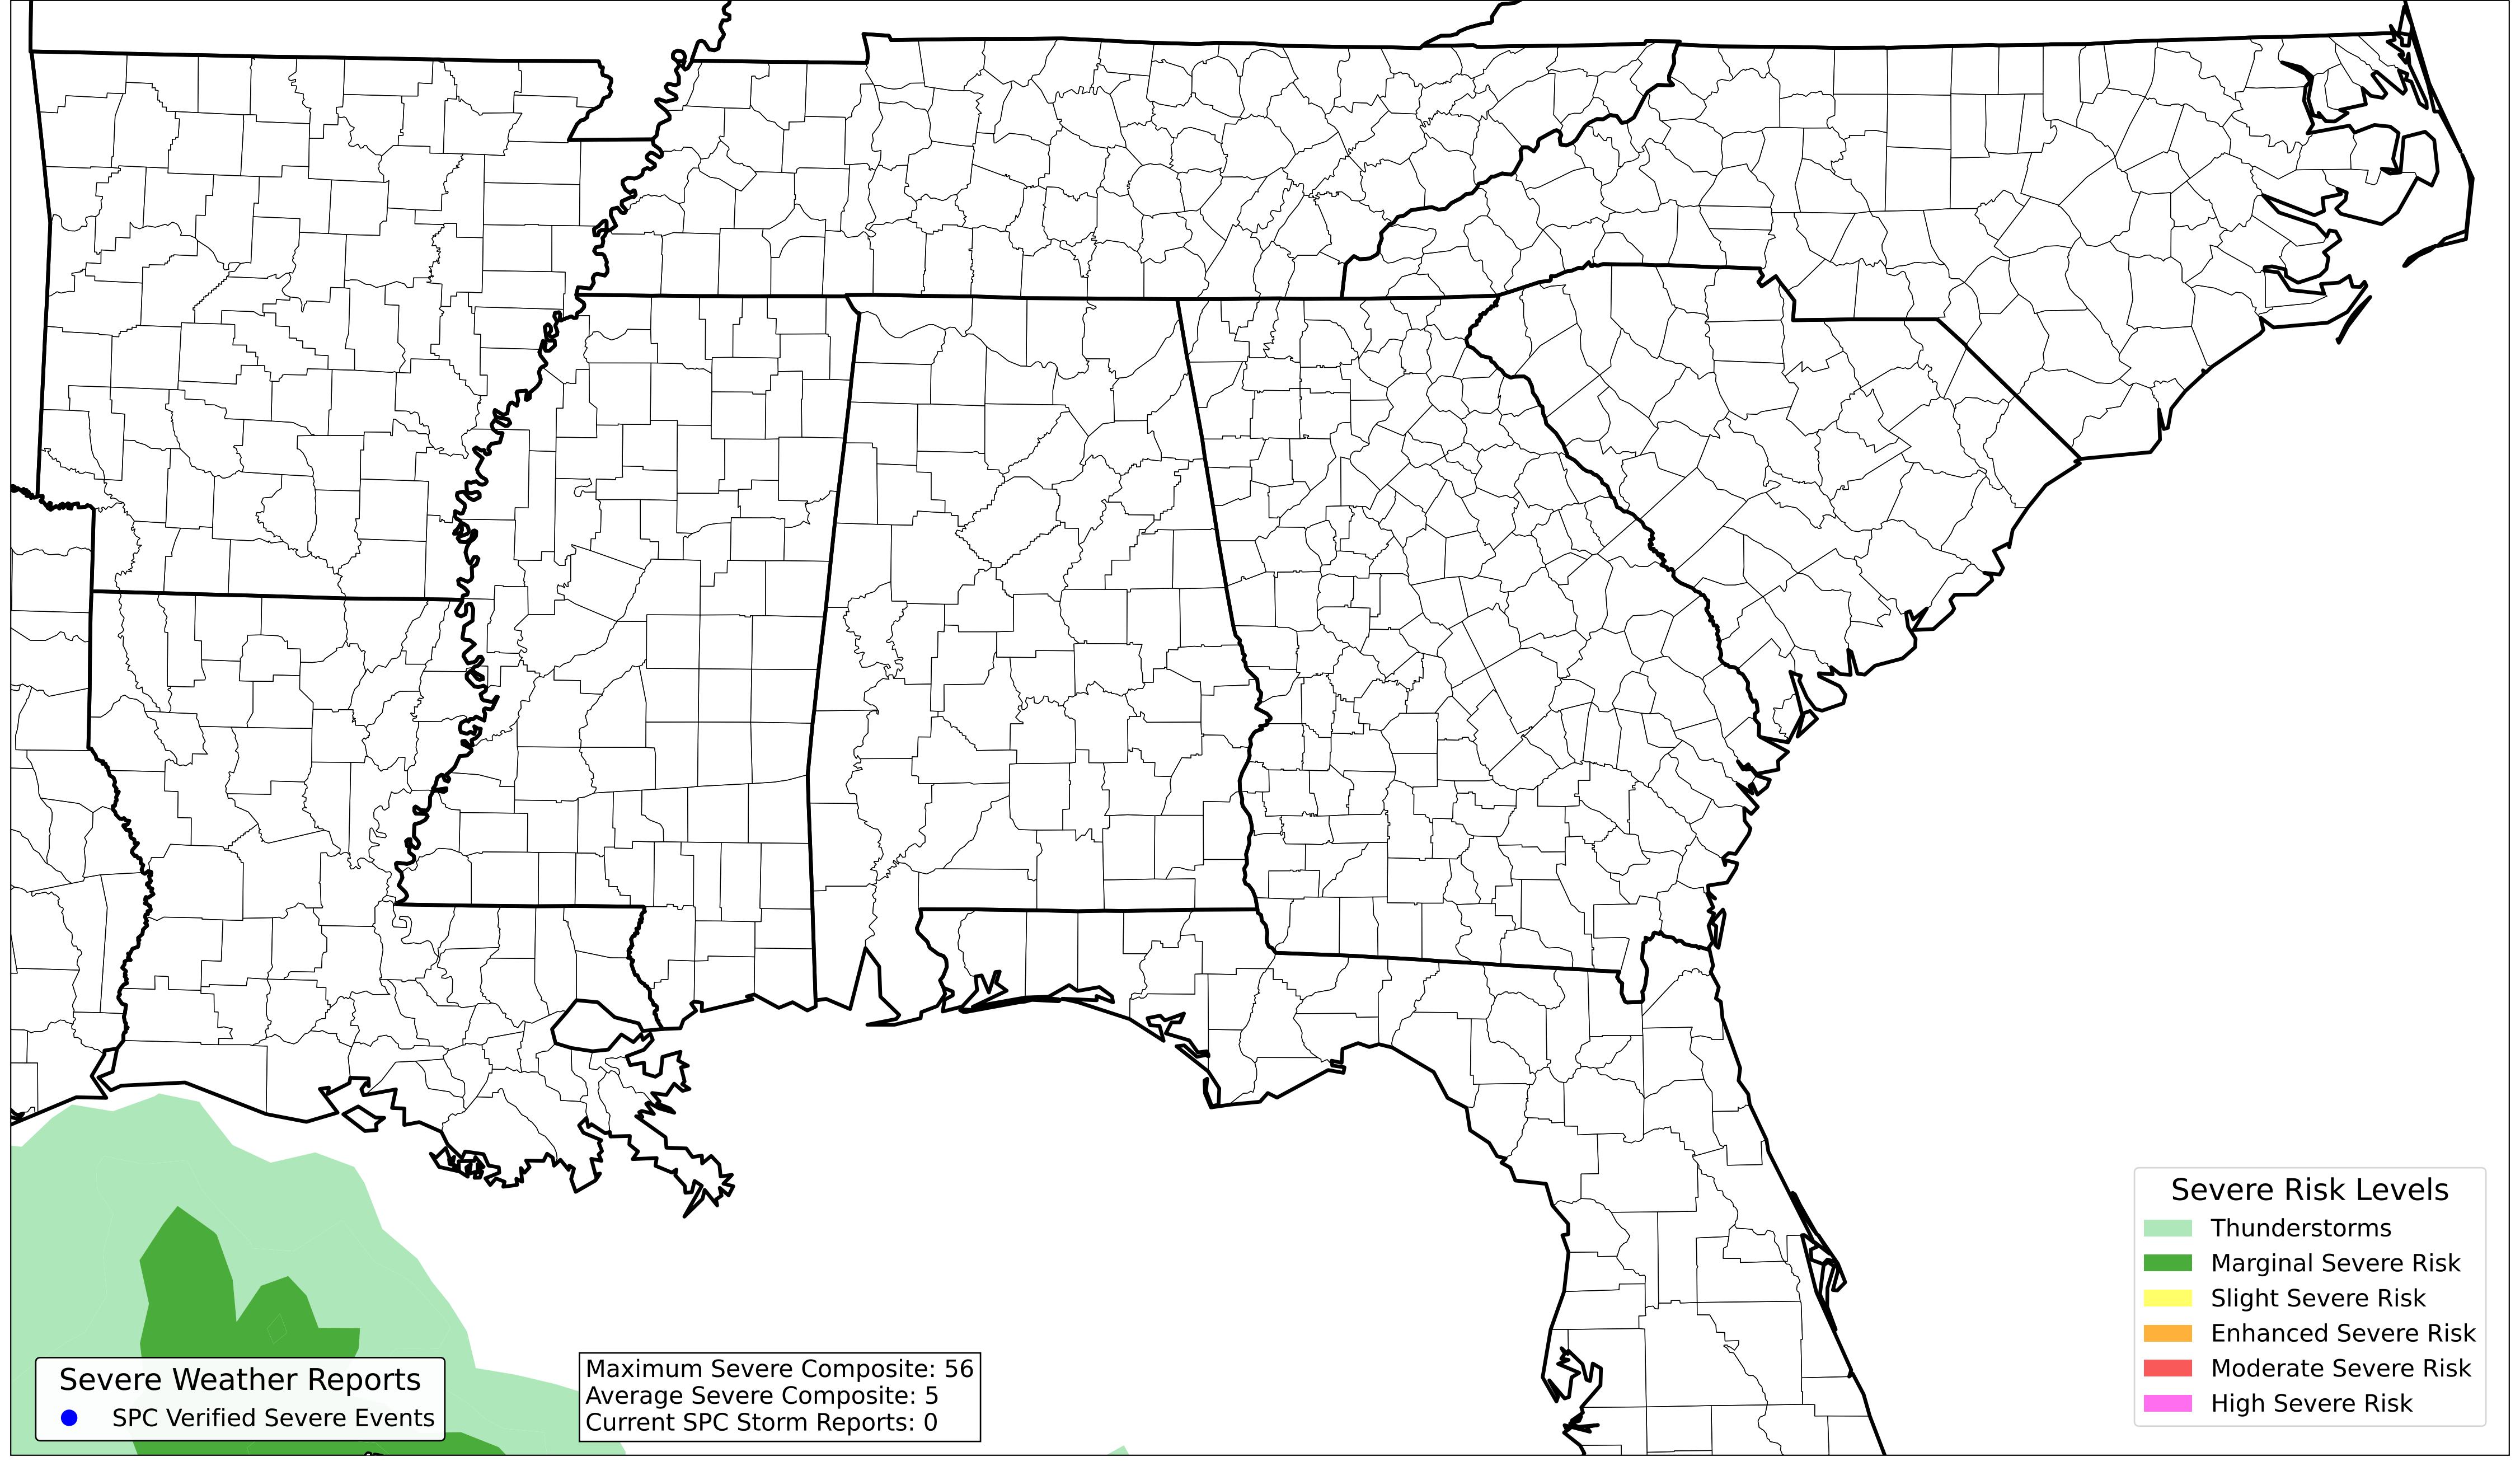 Severe Weather Reports
SPC Verified Severe Events
Maximum Severe Composite: 56
Average Severe Composite: 5
Current SPC Storm Reports: 0
Severe Risk Levels
Thunderstorms
Marginal Severe Risk
Slight Severe Risk
Enhanced Severe Risk
Moderate Severe Risk
High Severe Risk